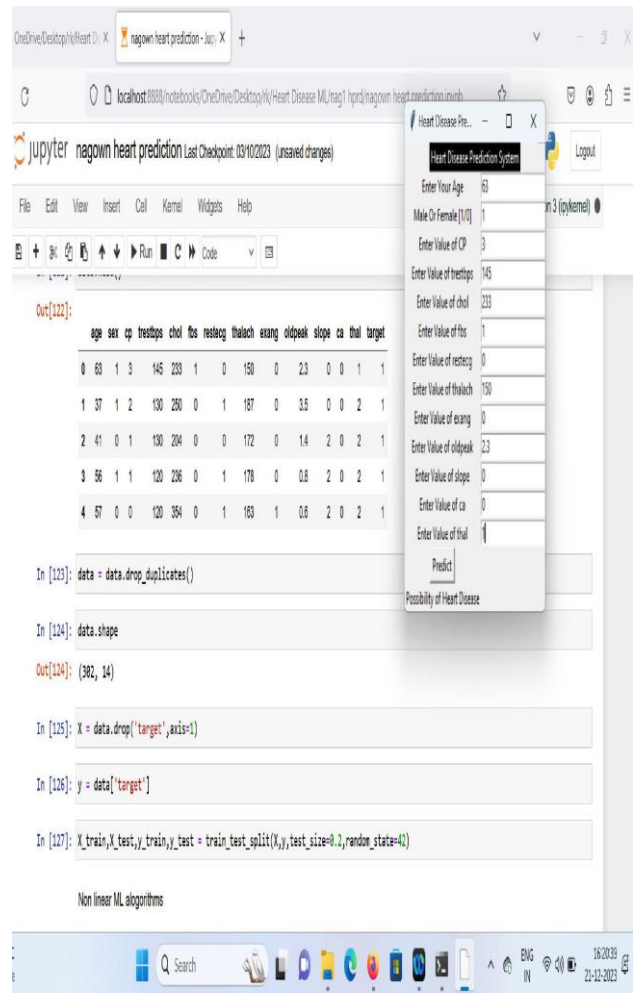 OneDrive/Desktop/rk/Heart Di X nagown heart prediction - Jupy X +
localhost:8888/notebooks/OneDrive/Desktop/rk/Heart Disease ML/nag1 hprd/nagown heart prediction.ipynb
jupyter nagown heart prediction Last Checkpoint: 03/10/2023 (unsaved changes)
Logout
File Edit View Insert Cell Kernel Widgets Help
n 3 (ipykernel)
Run Code
Out[122]:
age sex cp trestbps chol fbs restecg thalach exang oldpeak slope ca thal target
0 63 1 3 145 233 1 0 150 0 2.3 0 0 1 1
1 37 1 2 130 250 0 1 187 0 3.5 0 0 2 1
2 41 0 1 130 204 0 0 172 0 1.4 2 0 2 1
3 56 1 1 120 236 0 1 178 0 0.8 2 0 2 1
4 57 0 0 120 354 0 1 163 1 0.6 2 0 2 1
In [123]: data = data.drop_duplicates()
In [124]: data.shape
Out[124]: (302, 14)
In [125]: X = data.drop('target',axis=1)
In [126]: y = data['target']
In [127]: X_train,X_test,y_train,y_test = train_test_split(X,y,test_size=0.2,random_state=42)
Non linear ML alogorithms
Heart Disease Pre...
Heart Disease Prediction System
Enter Your Age 63
Male Or Female [1/0] 1
Enter Value of CP 3
Enter Value of trestbps 145
Enter Value of chol 233
Enter Value of fbs 1
Enter Value of restecg 0
Enter Value of thalach 150
Enter Value of exang 0
Enter Value of oldpeak 2.3
Enter Value of slope 0
Enter Value of ca 0
Enter Value of thal 1
Predict
Possibility of Heart Disease
Search
ENG
IN
16:20:39
21-12-2023